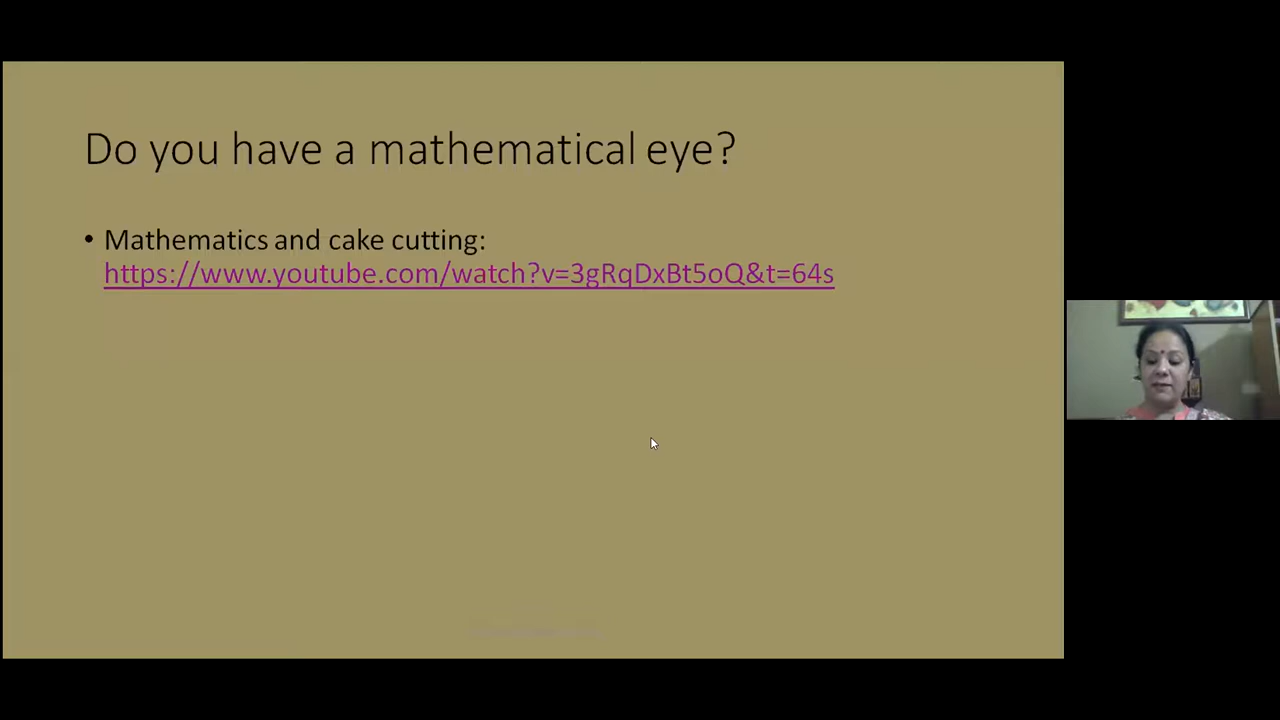 Do you have a mathematical eye?
• Mathematics and cake cutting:
https://www.youtube.com/watch?v=3gRqDxBt5oQ&t=64s